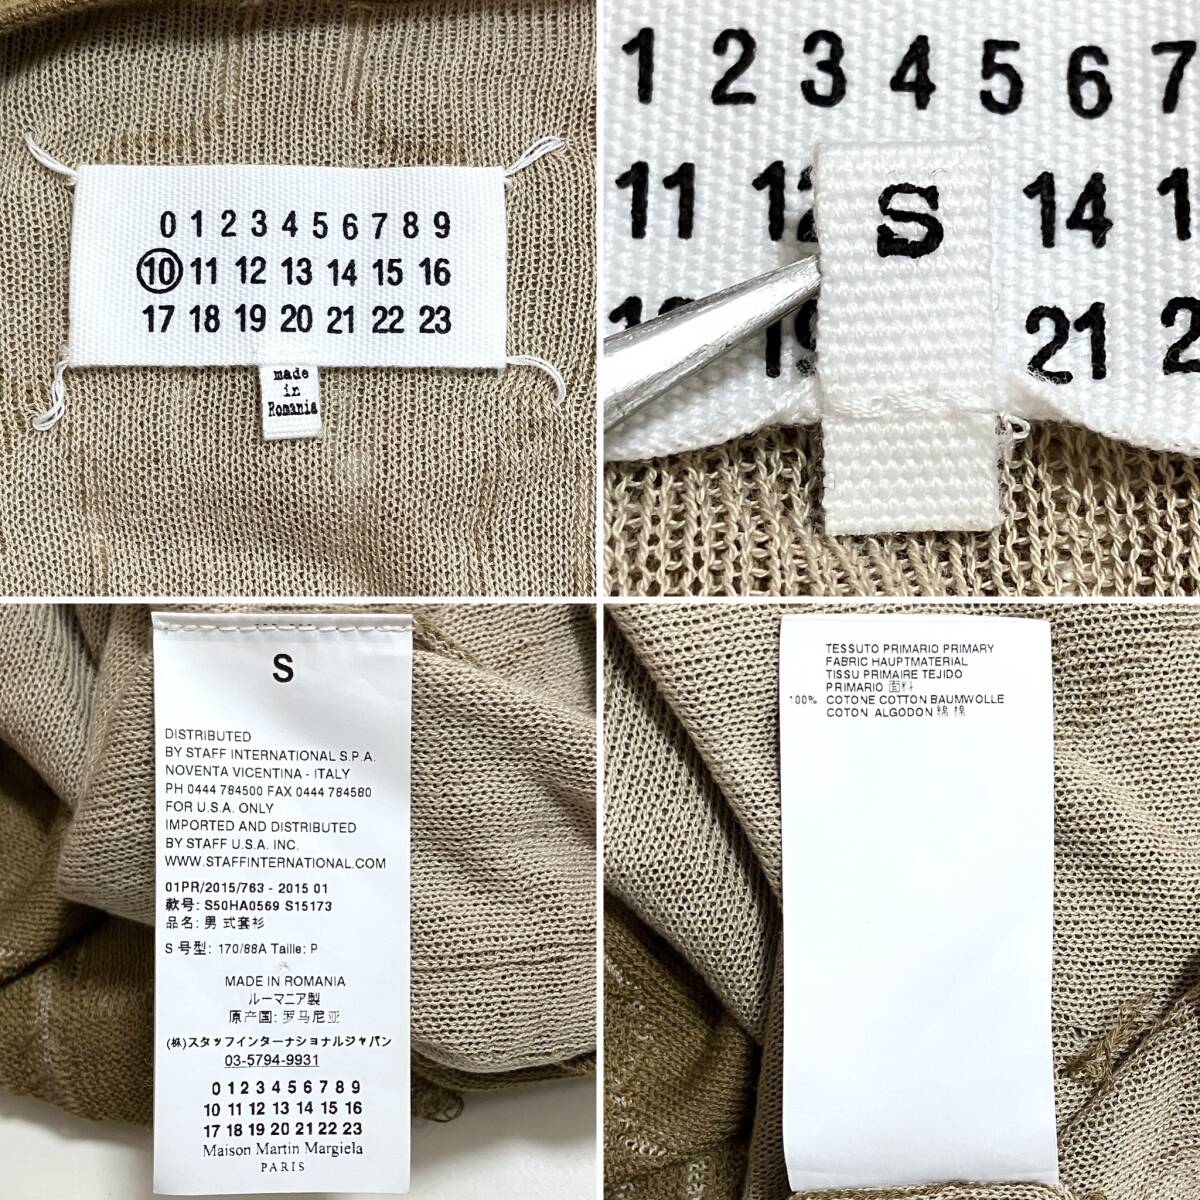 0 1 2 3 4 5 6 7 8 9
10 11 12 13 14 15 16
17 18 19 20 21 22 23
made
in
Romania
1 2 3 4 5 6 7
11 14
S
21
S
DISTRIBUTED
BY STAFF INTERNATIONAL S.P.A.
NOVENTA VICENTINA - ITALY
PH 0444 784500 FAX 0444 784580
FOR U.S.A. ONLY
IMPORTED AND DISTRIBUTED
BY STAFF U.S.A. INC.
WWW.STAFFINTERNATIONAL.COM
01PR/2015/763 - 2015 01
款号: S50HA0569 S15173
品名: 男 式套衫
S 号型: 170/88A Taille: P
MADE IN ROMANIA
ルーマニア製
原产国: 罗马尼亚
(株)スタッフインターナショナルジャパン
03-5794-9931
0 1 2 3 4 5 6 7 8 9
10 11 12 13 14 15 16
17 18 19 20 21 22 23
Maison Martin Margiela
PARIS
TESSUTO PRIMARIO PRIMARY
FABRIC HAUPTMATERIAL
TISSU PRIMAIRE TEJIDO
PRIMARIO 面料
100% COTONE COTTON BAUMWOLLE
COTON ALGODON 綿 棉